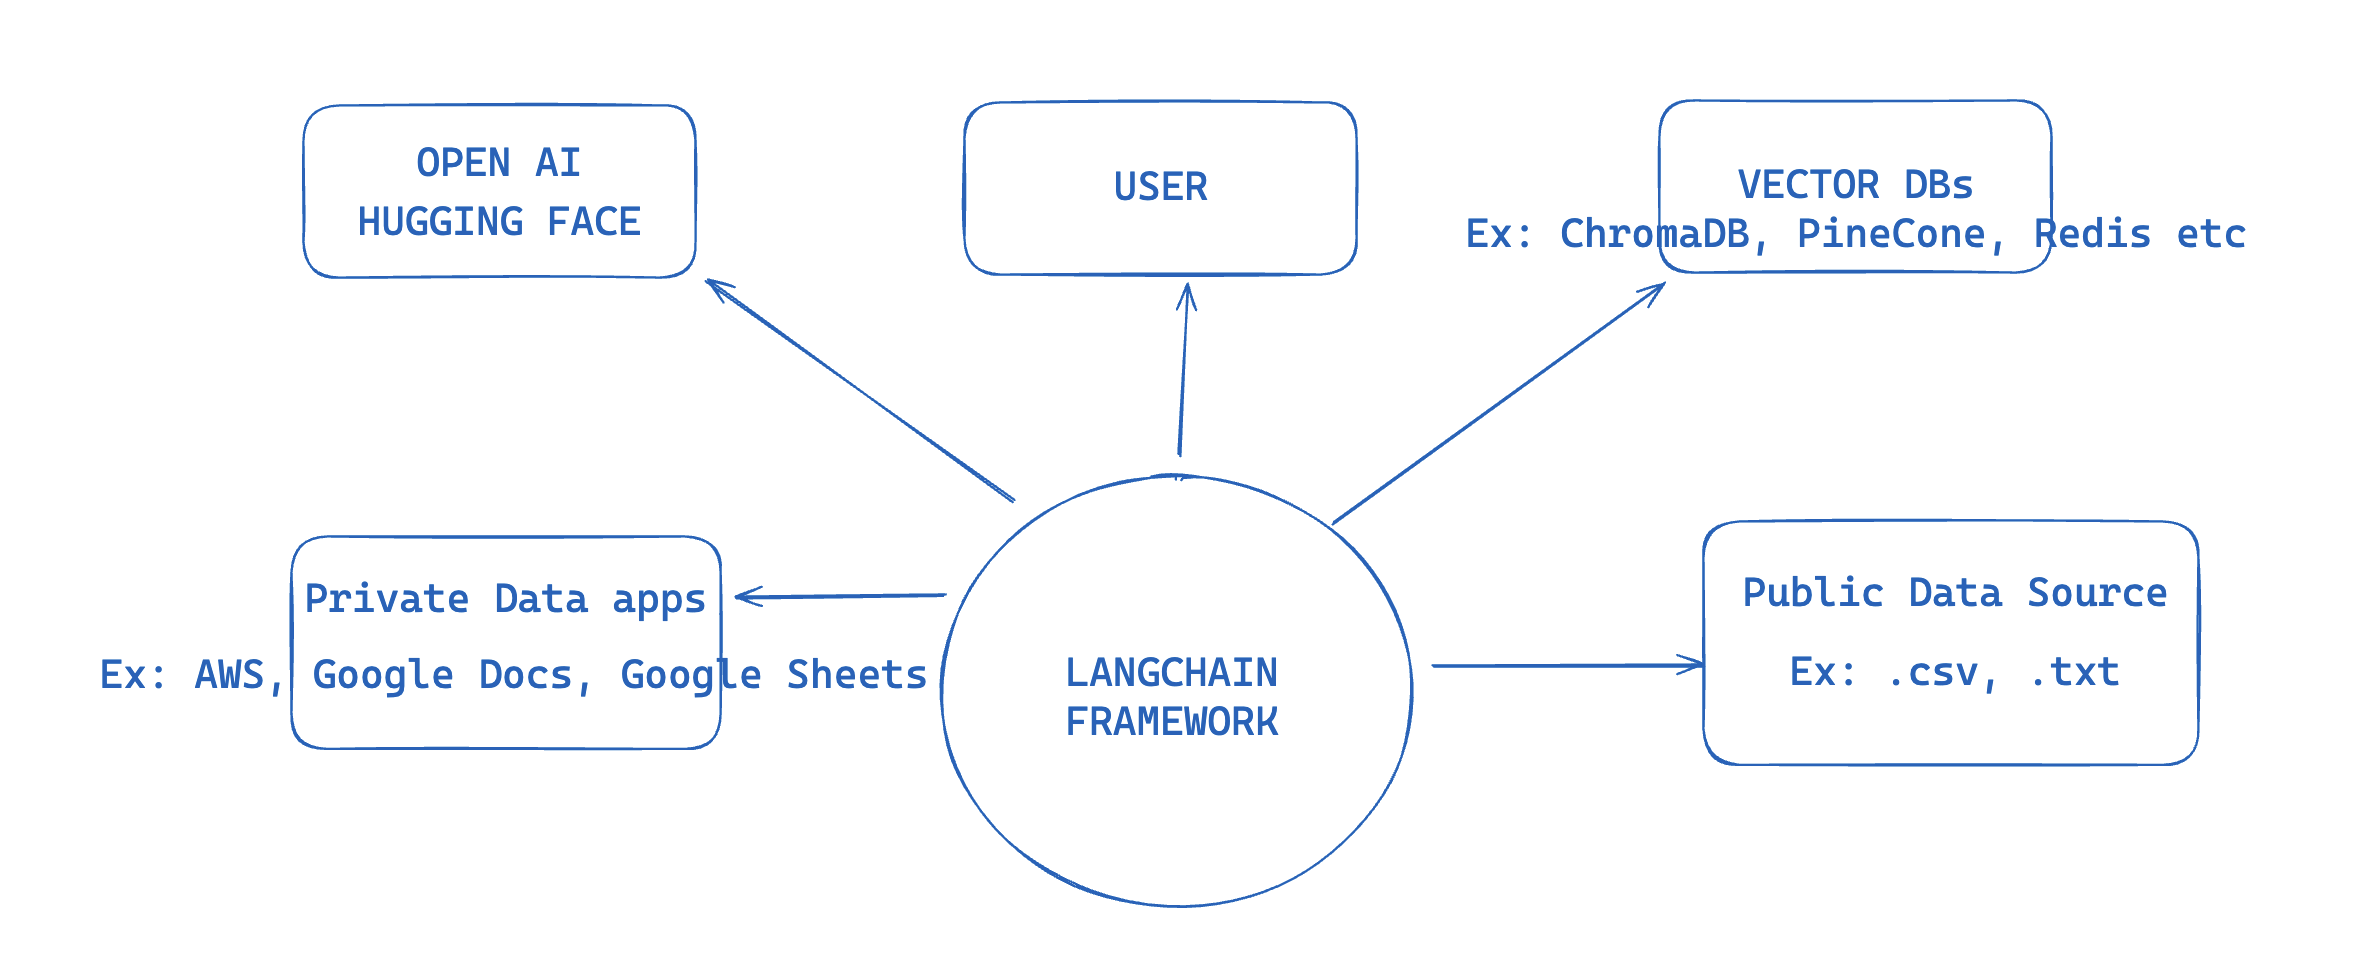 OPEN AI
HUGGING FACE
USER
VECTOR DBs
Ex: ChromaDB, PineCone, Redis etc
Private Data apps
Ex: AWS, Google Docs, Google Sheets
LANGCHAIN
FRAMEWORK
Public Data Source
Ex: .csv, .txt